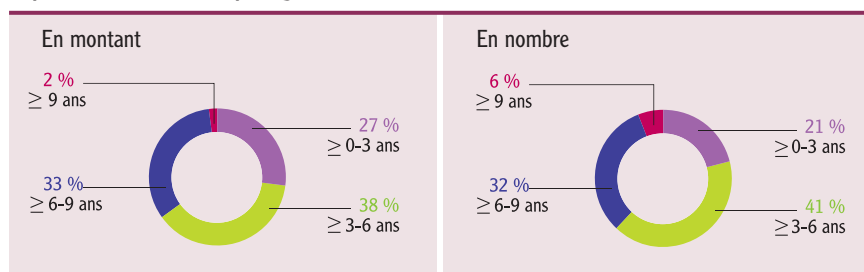 En montant
2 %
≥ 9 ans
27 %
≥ 0-3 ans
33 %
≥ 6-9 ans
38 %
≥ 3-6 ans
En nombre
6 %
≥ 9 ans
21 %
≥ 0-3 ans
32 %
≥ 6-9 ans
41 %
≥ 3-6 ans